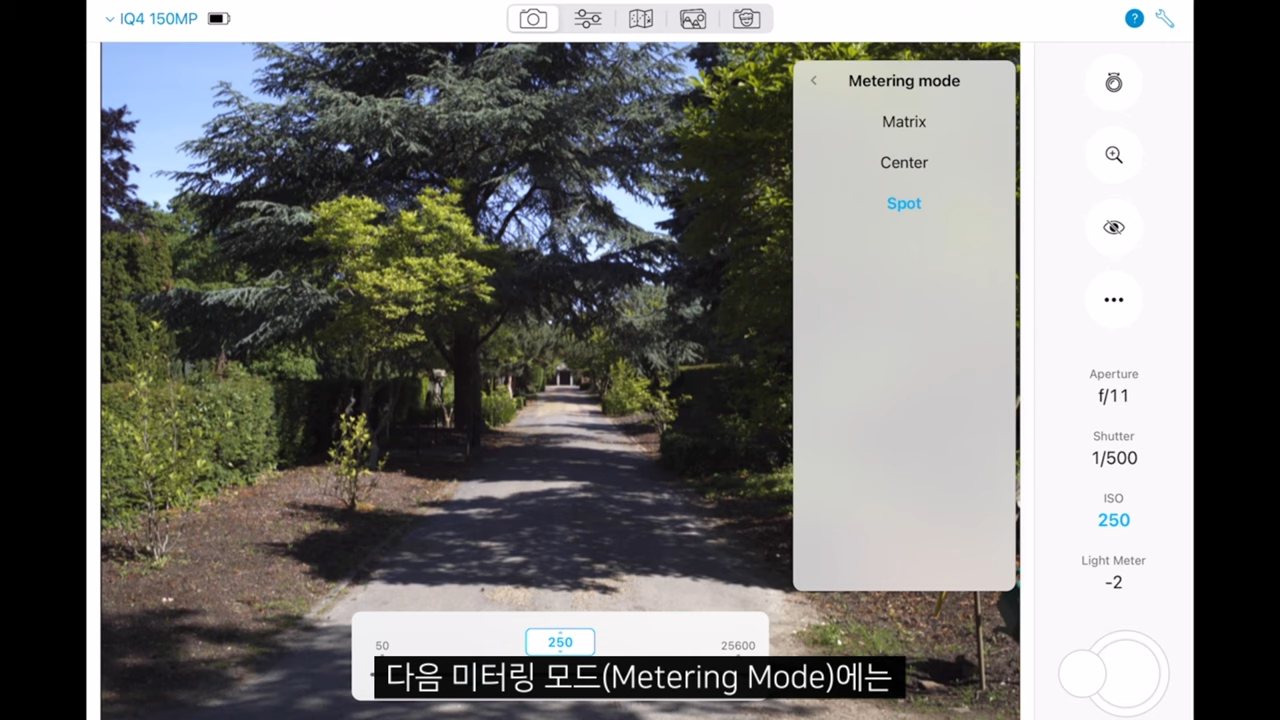 IQ4 150MP
?
Metering mode
Matrix
Center
Spot
Aperture
f/11
Shutter
1/500
ISO
250
Light Meter
-2
50
250
25600
다음 미터링 모드(Metering Mode)에는